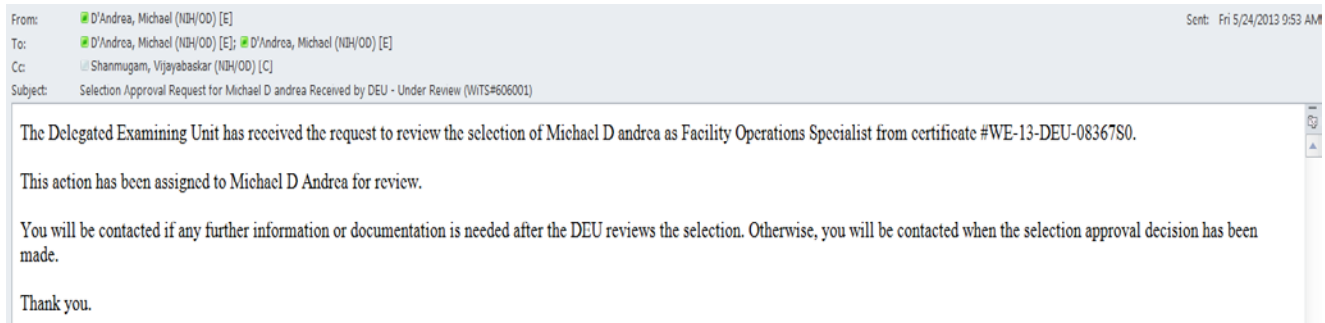 From: D'Andrea, Michael (NIH/OD) [E] Sent: Fri 5/24/2013 9:53 AM
To: D'Andrea, Michael (NIH/OD) [E]; D'Andrea, Michael (NIH/OD) [E]
Cc: Shanmugam, Vijayabaskar (NIH/OD) [C]
Subject: Selection Approval Request for Michael D andrea Received by DEU - Under Review (WiTS#606001)
The Delegated Examining Unit has received the request to review the selection of Michael D andrea as Facility Operations Specialist from certificate #WE-13-DEU-08367S0.
This action has been assigned to Michael D Andrea for review.
You will be contacted if any further information or documentation is needed after the DEU reviews the selection. Otherwise, you will be contacted when the selection approval decision has been
made.
Thank you.